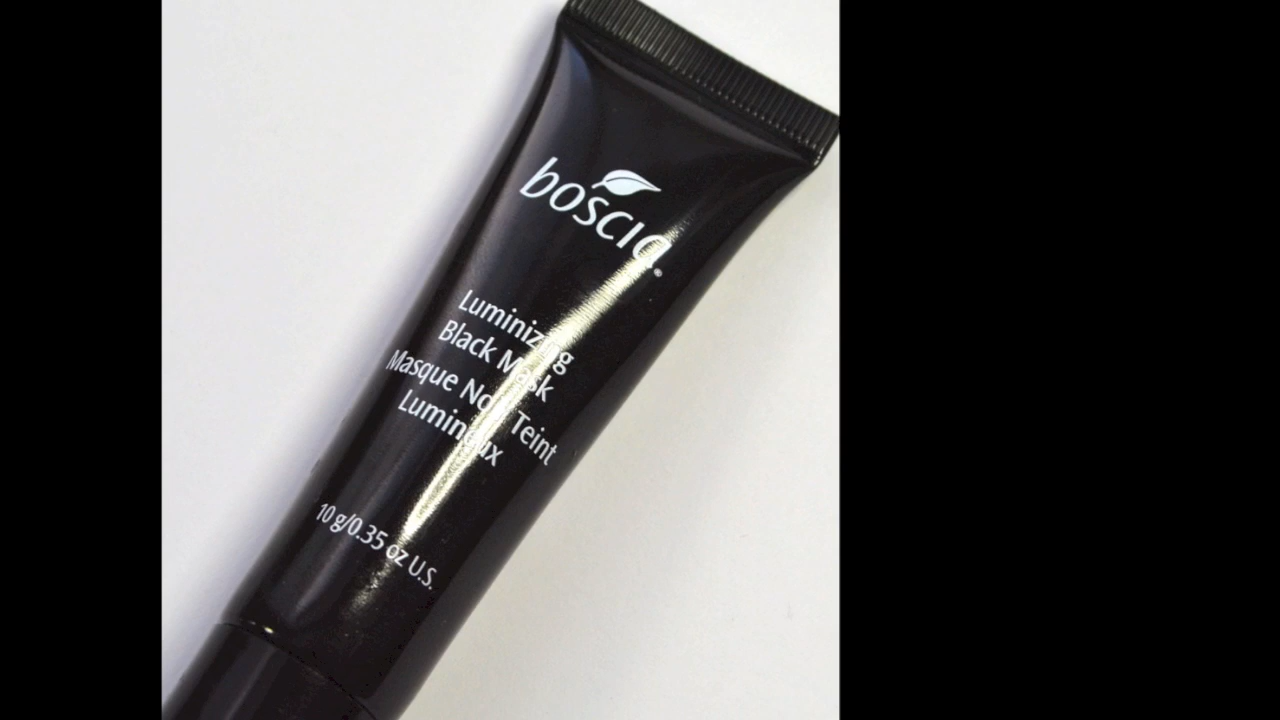 boscia®
Luminizing
Black Mask
Masque Noir Teint
Lumineux
10 g/0.35 oz U.S.